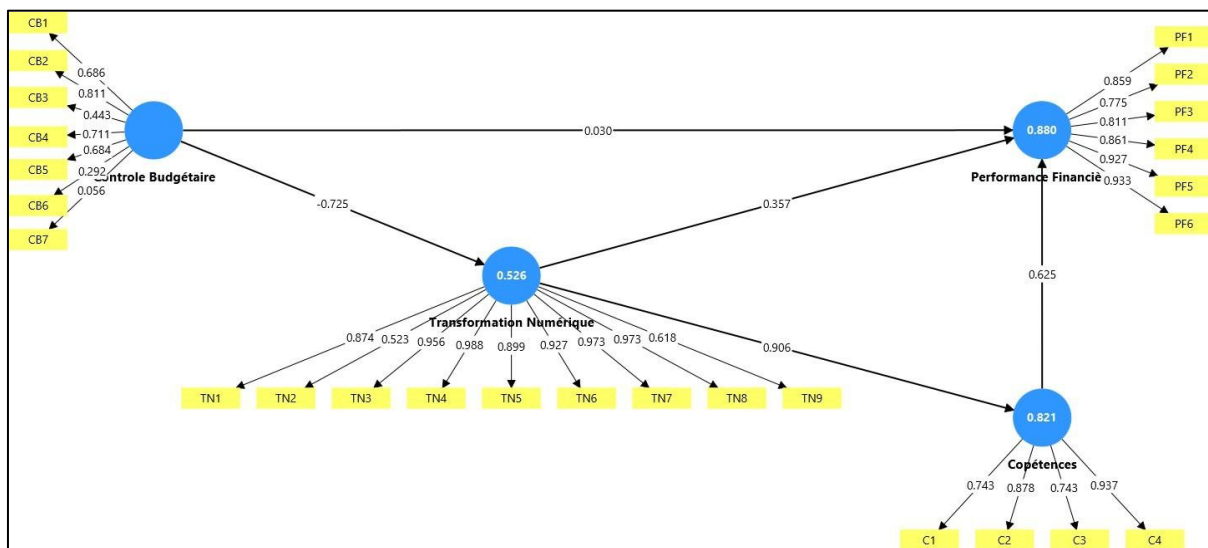 CB1
CB2
CB3
CB4
CB5
CB6
CB7
0.686
0.811
0.443
0.711
0.684
0.292
0.056
Controle Budgétaire
0.030
-0.725
0.357
0.526
Transformation Numérique
0.874
0.523
0.956
0.988
0.899
0.927
0.973
0.973
0.618
TN1
TN2
TN3
TN4
TN5
TN6
TN7
TN8
TN9
0.906
0.625
0.880
Performance Financiè
0.859
0.775
0.811
0.861
0.927
0.933
PF1
PF2
PF3
PF4
PF5
PF6
0.821
Copétences
0.743
0.878
0.743
0.937
C1
C2
C3
C4